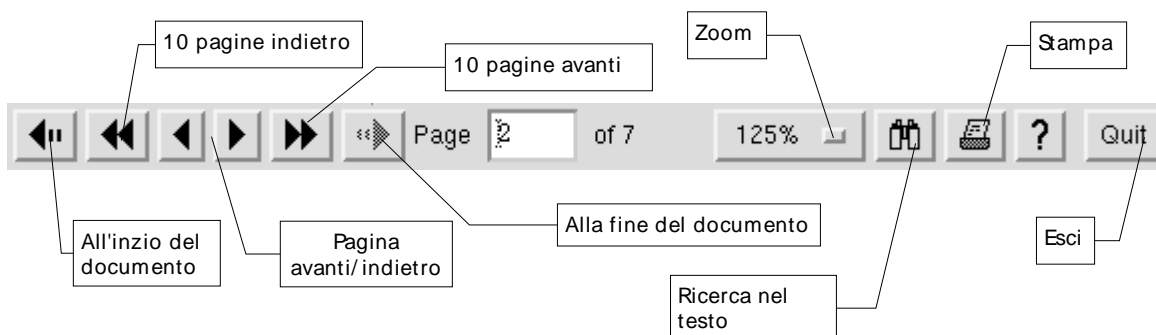 10 pagine indietro
10 pagine avanti
Zoom
Stampa
Page 2 of 7 125% ? Quit
All'inzio del
documento
Pagina
avanti/indietro
Alla fine del documento
Ricerca nel
testo
Esci